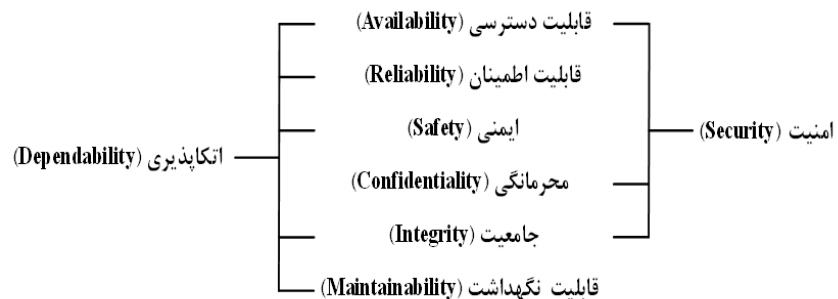 قابلیت دسترسی (Availability)
قابلیت اطمینان (Reliability)
ایمنی (Safety)
امنیت (Security)
اتکاپذیری (Dependability)
محرمانگی (Confidentiality)
جامعیت (Integrity)
قابلیت نگهداشت (Maintainability)